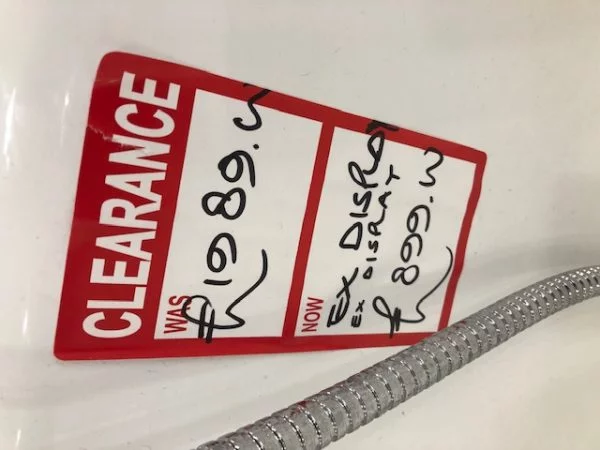 CLEARANCE
WAS
£1989.00
NOW
EX DISPLAY
EX DISPLAY
£899.00